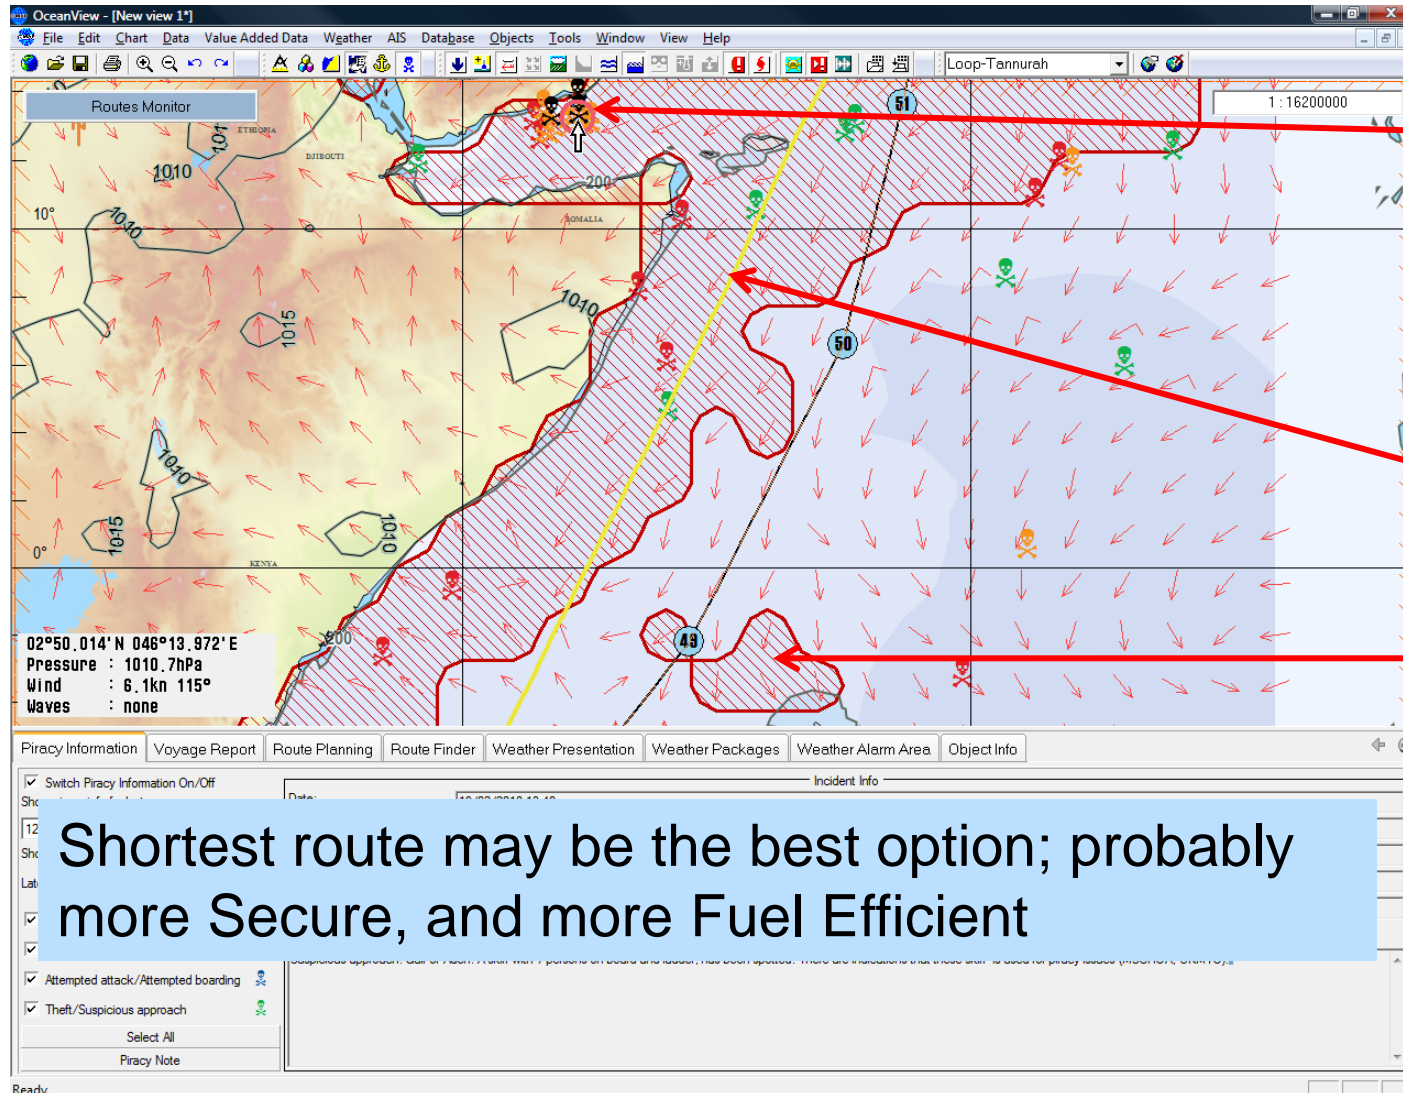 OceanView - [New view 1*]
File Edit Chart Data Value Added Data Weather AIS Database Objects Tools Window View Help
Loop-Tannurah
Routes Monitor
1 : 16200000
51
ETHIOPIA
DJIBOUTI
1010
200
SOMALIA
10°
1010
1010
1015
50
1010
1015
1010
0°
KENYA
49
200
02°50.014'N 046°13.972'E
Pressure : 1010.7hPa
Wind : 6.1kn 115°
Waves : none
Piracy Information Voyage Report Route Planning Route Finder Weather Presentation Weather Packages Weather Alarm Area Object Info
Switch Piracy Information On/Off
Incident Info
Shortest route may be the best option; probably
more Secure, and more Fuel Efficient
Attempted attack/Attempted boarding
Theft/Suspicious approach
Select All
Piracy Note
Ready